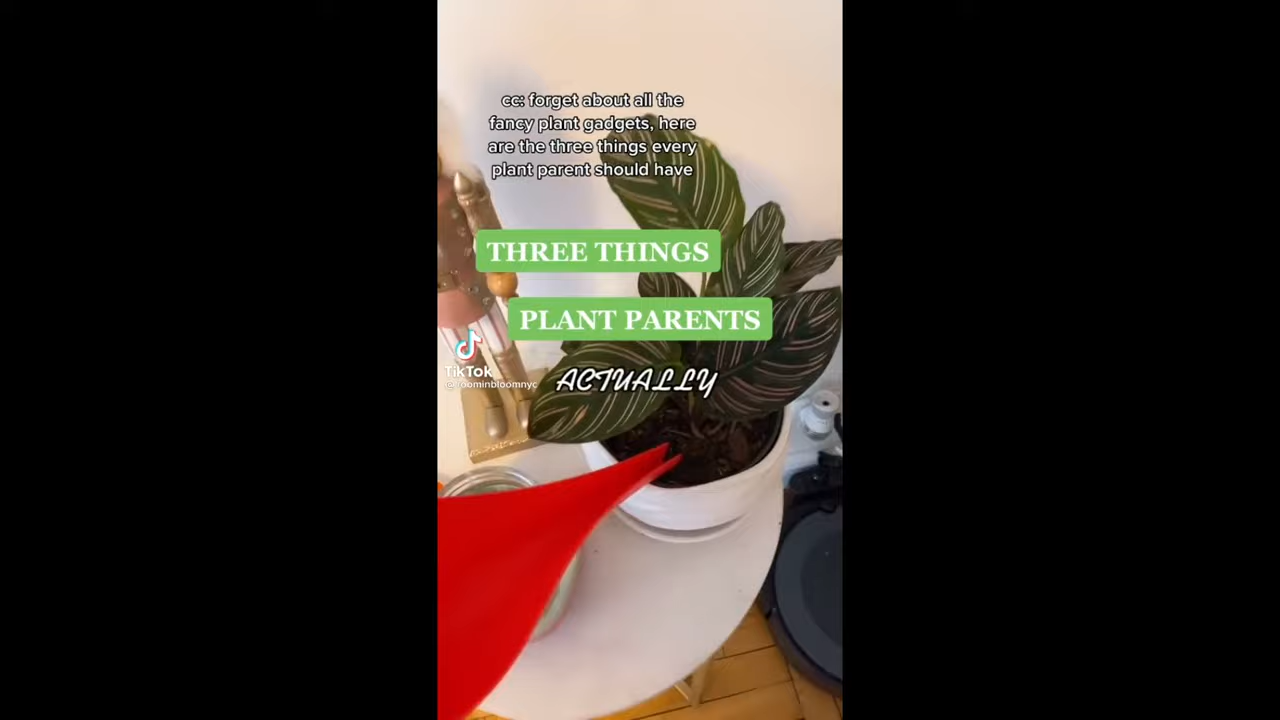 cc: forget about all the
fancy plant gadgets, here
are the three things every
plant parent should have
THREE THINGS
PLANT PARENTS
ACTUALLY
TikTok
@roominbloomnyc